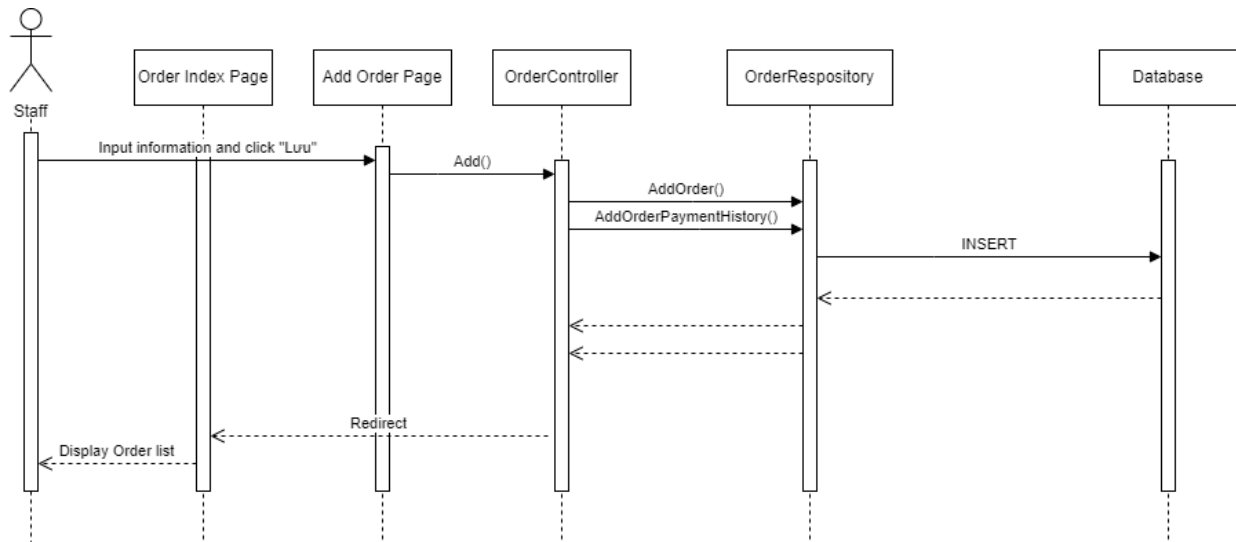 Staff
Order Index Page
Add Order Page
OrderController
OrderRespository
Database
Input information and click "Lưu"
Add()
AddOrder()
AddOrderPaymentHistory()
INSERT
Redirect
Display Order list